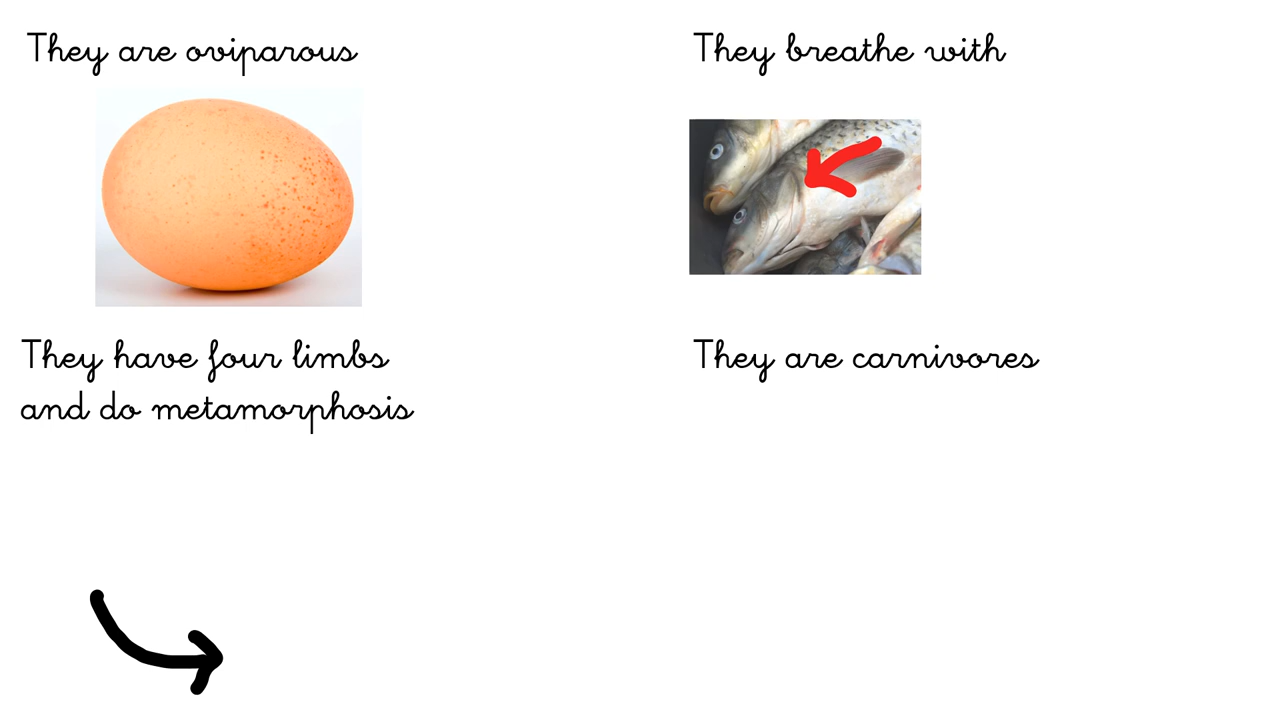 They are oviparous
They breathe with
They have four limbs
and do metamorphosis
They are carnivores